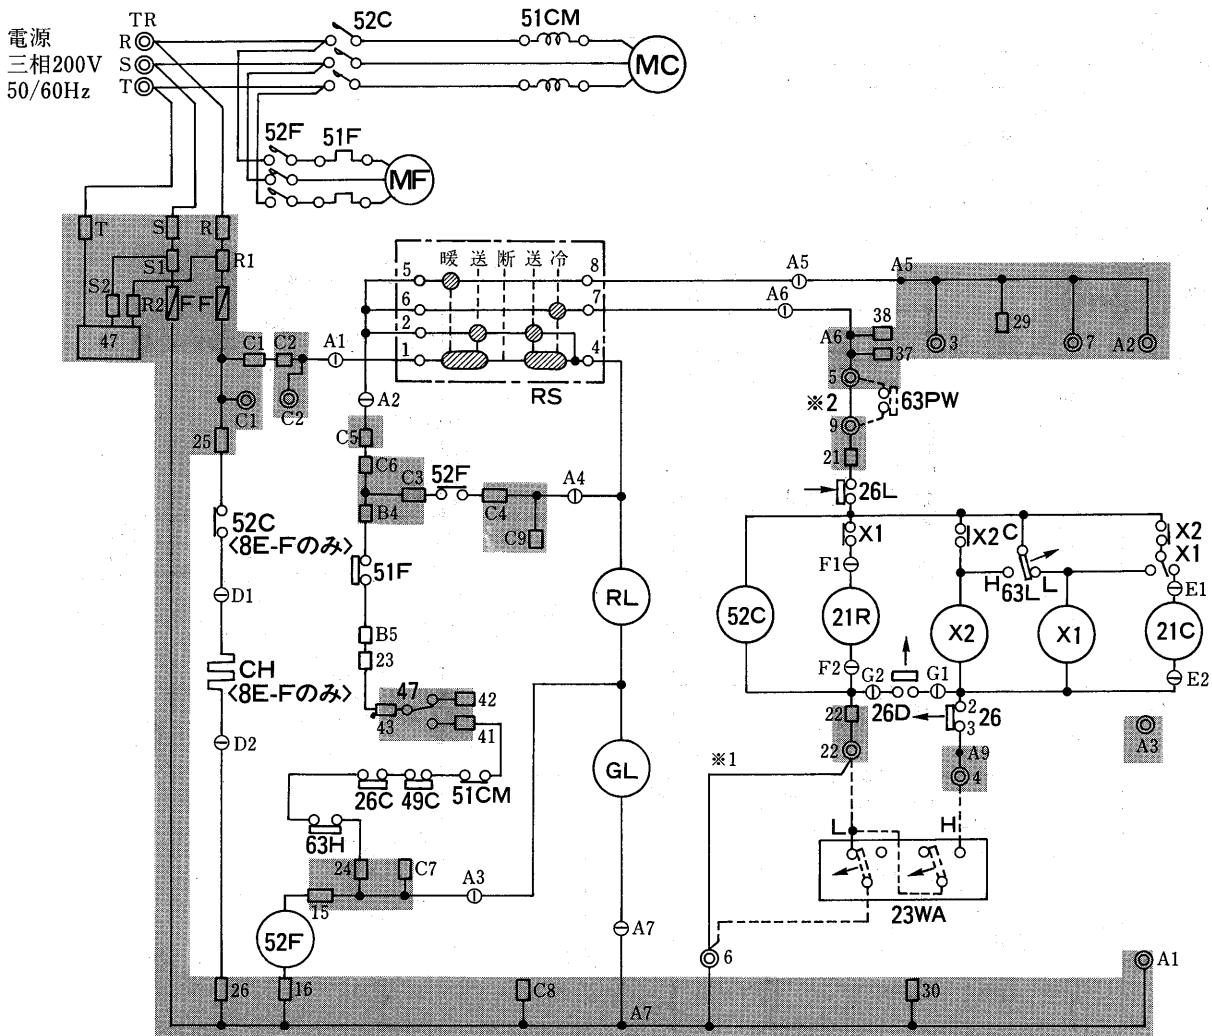 TR
電源
三相200V
50/60Hz
R
S
T
52C
51CM
MC
52F
51F
MF
T
S
R
S1
R1
S2
R2
F
F
47
C1
C2
A1
C1
C2
25
暖
送
断
送
冷
5
6
2
1
8
7
4
RS
A2
A5
A6
A5
38
A6
37
3
29
7
A2
5
※2
63PW
9
21
26L
C5
C6
C3
52F
C4
A4
B4
C9
52C
〈8E-Fのみ〉
51F
D1
CH
〈8E-Fのみ〉
D2
B5
23
47
42
43
41
26C
49C
51CM
63H
24
C7
A3
15
52F
RL
GL
A7
X1
F1
X2
C
H
63L
L
X2
X1
E1
52C
21R
X2
X1
21C
F2
G2
G1
E2
22
26D
2
26
3
22
A9
4
A3
※1
L
H
23WA
6
A1
26
16
C8
A7
30